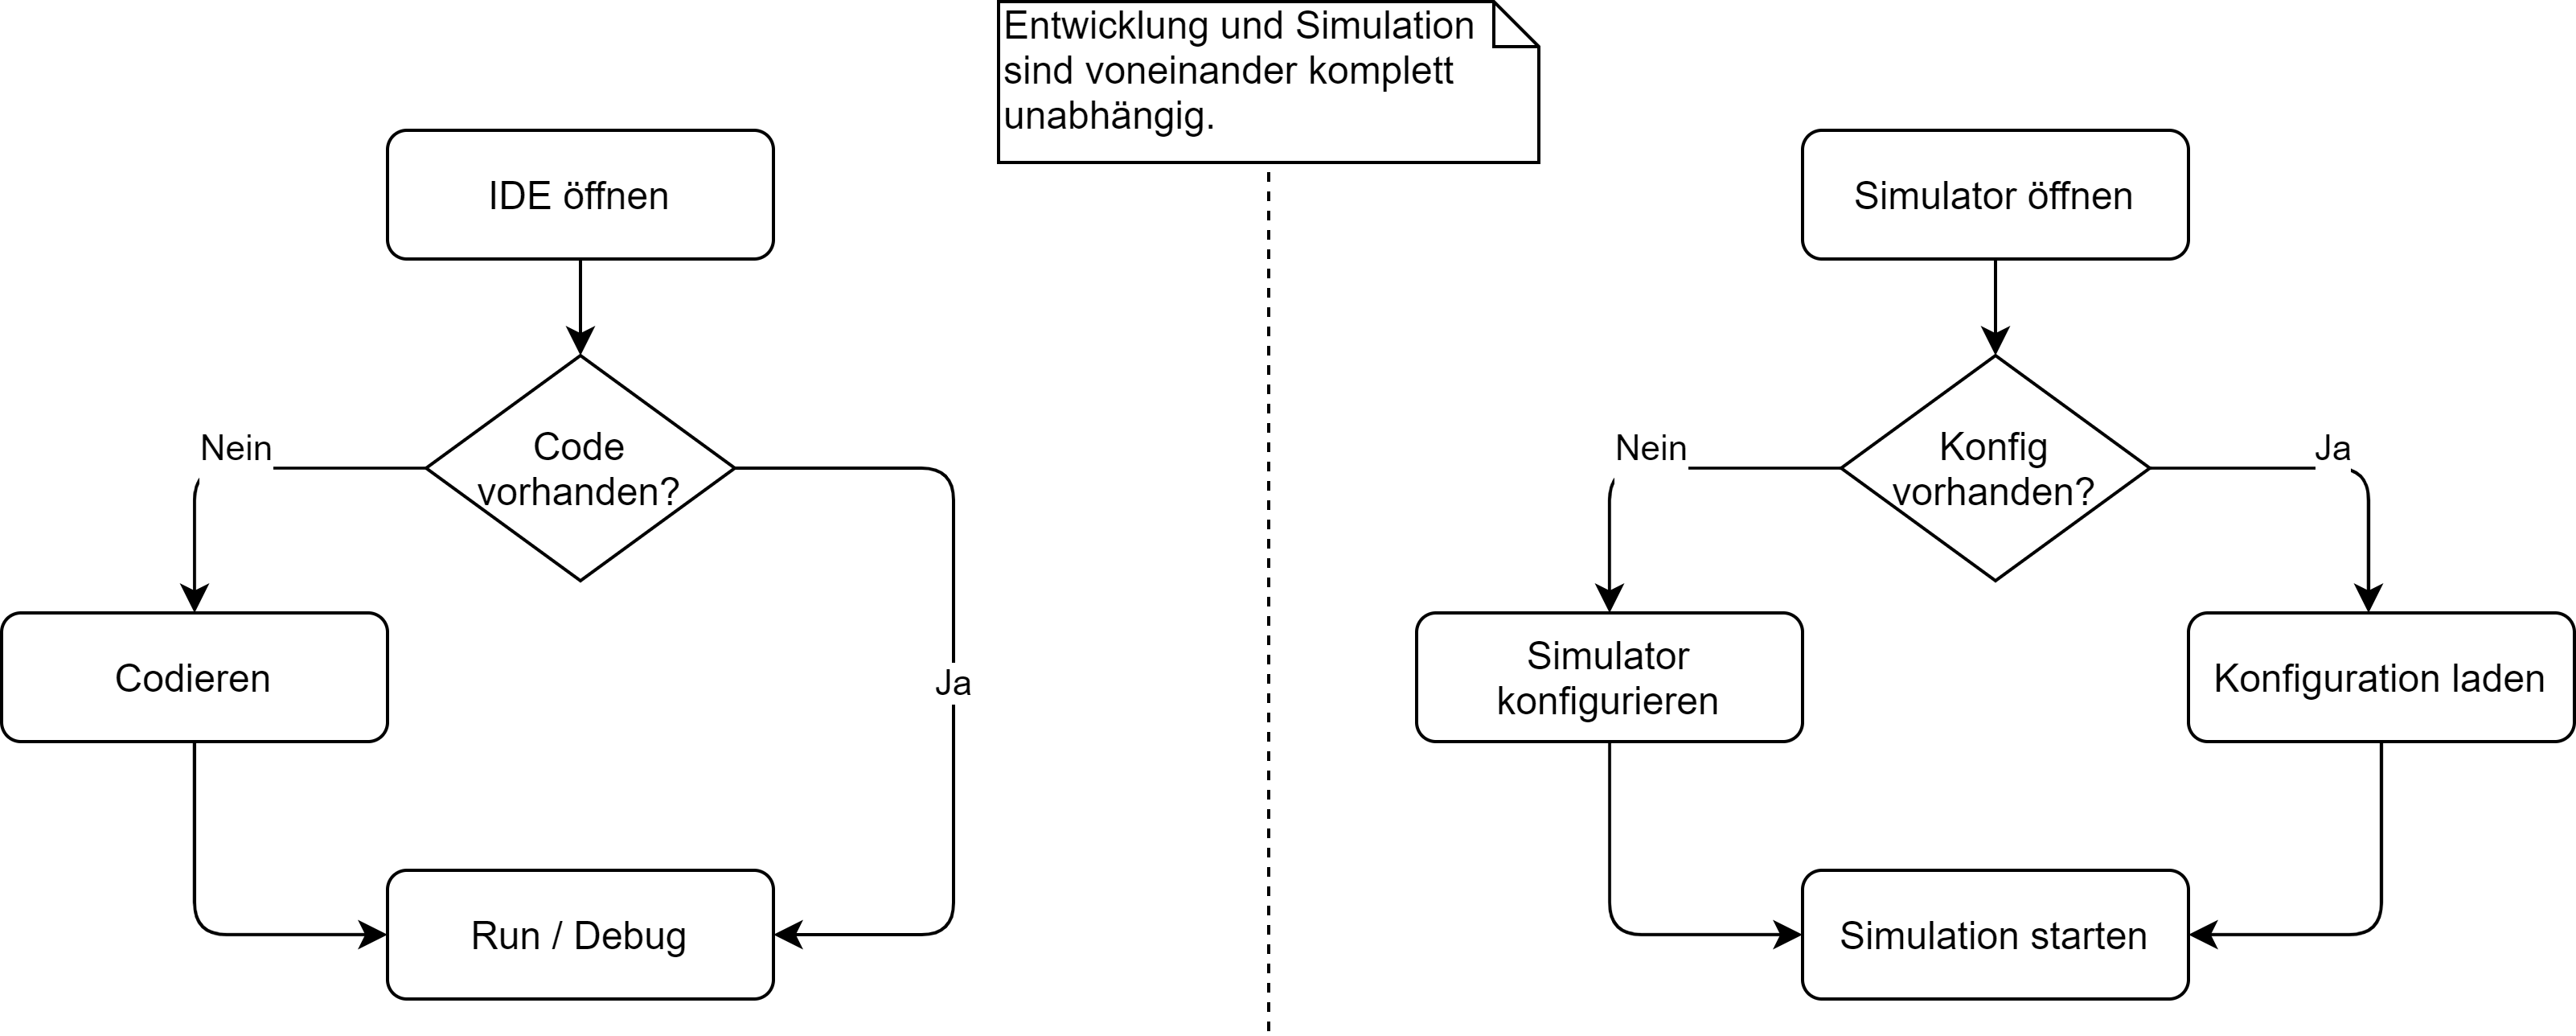 Entwicklung und Simulation
sind voneinander komplett
unabhängig.
IDE öffnen
Code
vorhanden?
Nein
Ja
Codieren
Run / Debug
Simulator öffnen
Konfig
vorhanden?
Nein
Ja
Simulator
konfigurieren
Konfiguration laden
Simulation starten